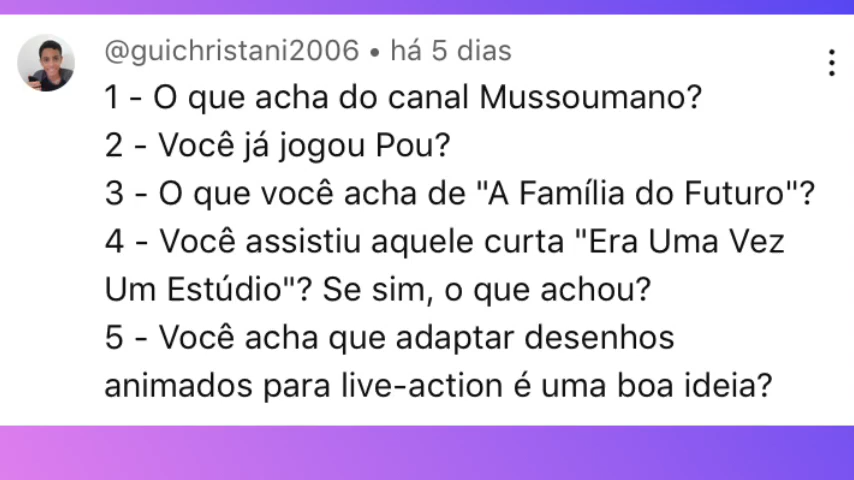 @guichristani2006 • há 5 dias
1 - O que acha do canal Mussoumano?
2 - Você já jogou Pou?
3 - O que você acha de "A Família do Futuro"?
4 - Você assistiu aquele curta "Era Uma Vez
Um Estúdio"? Se sim, o que achou?
5 - Você acha que adaptar desenhos
animados para live-action é uma boa ideia?